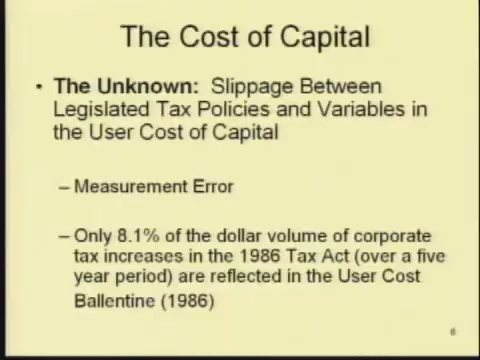 The Cost of Capital
• The Unknown: Slippage Between
Legislated Tax Policies and Variables in
the User Cost of Capital
– Measurement Error
– Only 8.1% of the dollar volume of corporate
tax increases in the 1986 Tax Act (over a five
year period) are reflected in the User Cost
Ballentine (1986)
6